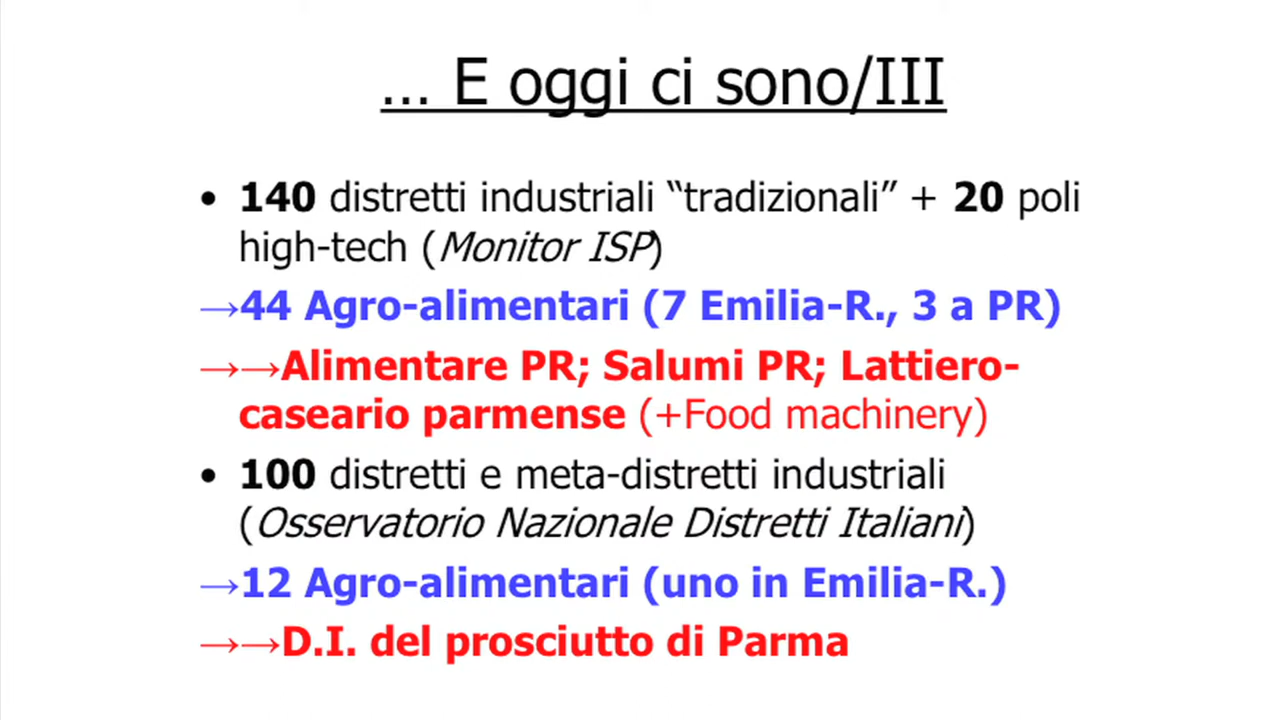 ... E oggi ci sono/III
• 140 distretti industriali “tradizionali” + 20 poli
high-tech (Monitor ISP)
→44 Agro-alimentari (7 Emilia-R., 3 a PR)
→→Alimentare PR; Salumi PR; Lattiero-
caseario parmense (+Food machinery)
• 100 distretti e meta-distretti industriali
(Osservatorio Nazionale Distretti Italiani)
→12 Agro-alimentari (uno in Emilia-R.)
→→D.I. del prosciutto di Parma